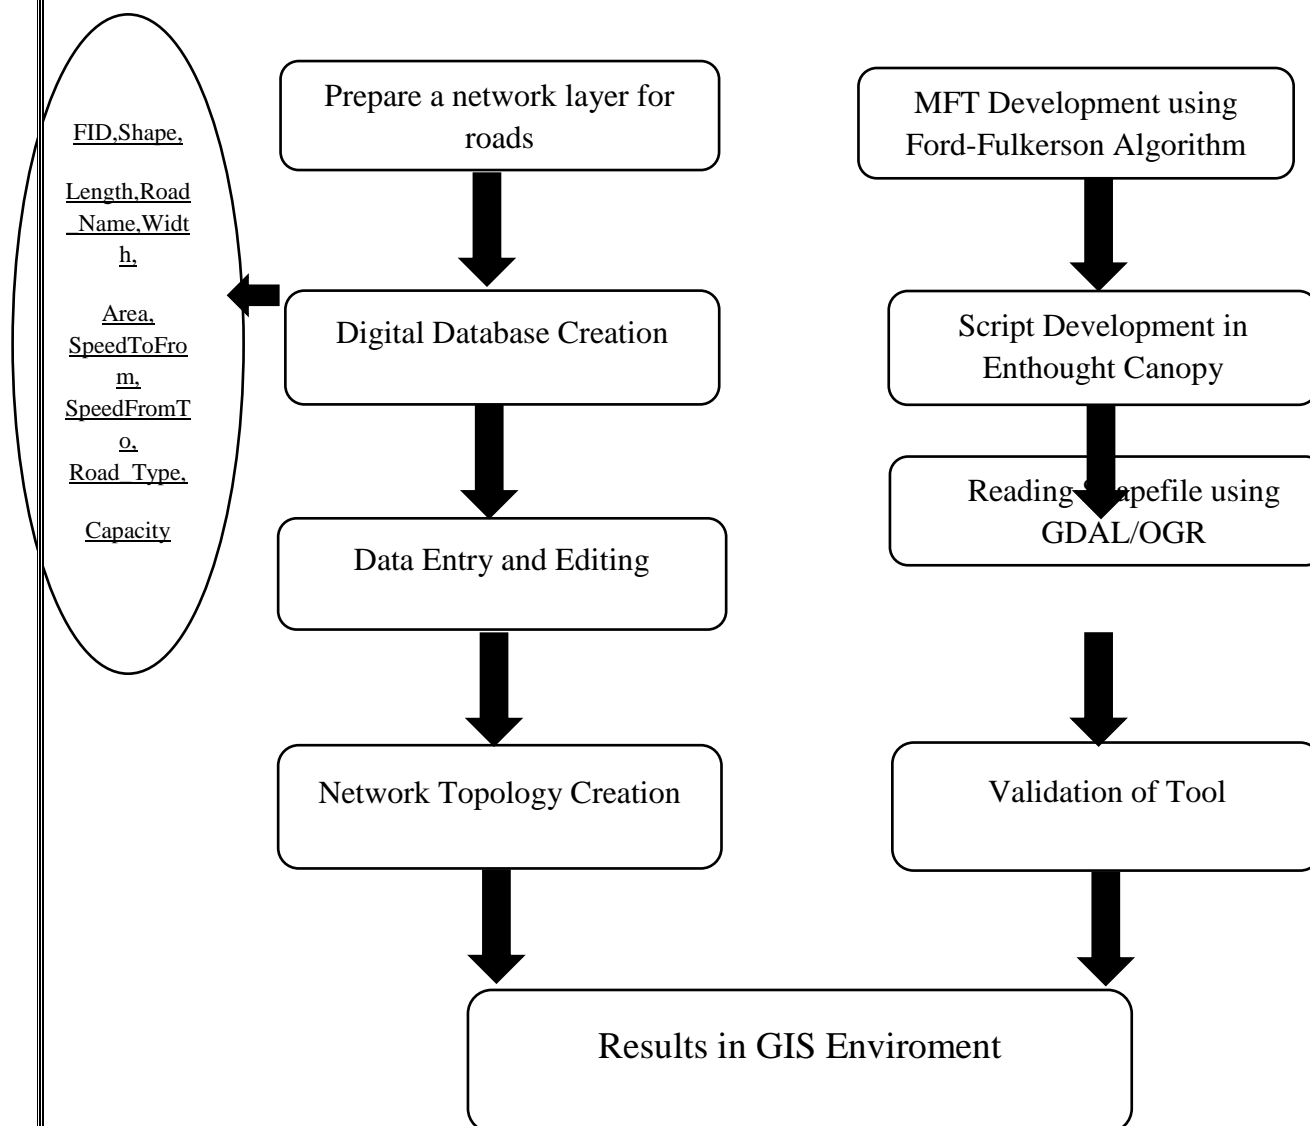 FID,Shape,
Length,Road
_Name,Widt
h,
Area,
SpeedToFro
m,
SpeedFromT
o,
Road_Type,
Capacity
Prepare a network layer for
roads
Digital Database Creation
Data Entry and Editing
Network Topology Creation
MFT Development using
Ford-Fulkerson Algorithm
Script Development in
Enthought Canopy
Reading Shapefile using
GDAL/OGR
Validation of Tool
Results in GIS Enviroment